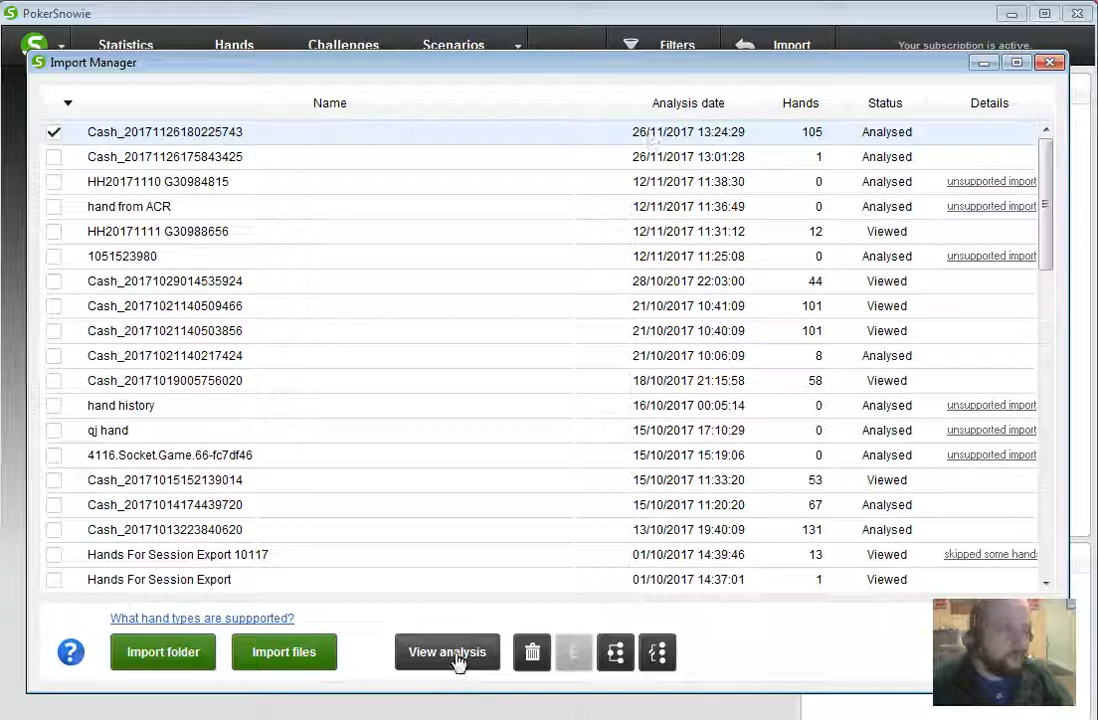 PokerSnowie
Statistics Hands Challenges Scenarios Filters Import Your subscription is active.
Import Manager
Name Analysis date Hands Status Details
Cash_20171126180225743 26/11/2017 13:24:29 105 Analysed
Cash_20171126175843425 26/11/2017 13:01:28 1 Analysed
HH20171110 G30984815 12/11/2017 11:38:30 0 Analysed unsupported import
hand from ACR 12/11/2017 11:36:49 0 Analysed unsupported import
HH20171111 G30988656 12/11/2017 11:31:12 12 Viewed
1051523980 12/11/2017 11:25:08 0 Analysed unsupported import
Cash_20171029014535924 28/10/2017 22:03:00 44 Viewed
Cash_20171021140509466 21/10/2017 10:41:09 101 Viewed
Cash_20171021140503856 21/10/2017 10:40:09 101 Viewed
Cash_20171021140217424 21/10/2017 10:06:09 8 Analysed
Cash_20171019005756020 18/10/2017 21:15:58 58 Viewed
hand history 16/10/2017 00:05:14 0 Analysed unsupported import
qj hand 15/10/2017 17:10:29 0 Analysed unsupported import
4116.Socket.Game.66-fc7df46 15/10/2017 15:19:06 0 Analysed unsupported import
Cash_20171015152139014 15/10/2017 11:33:20 53 Viewed
Cash_20171014174439720 15/10/2017 11:20:20 67 Analysed
Cash_20171013223840620 13/10/2017 19:40:09 131 Analysed
Hands For Session Export 10117 01/10/2017 14:39:46 13 Viewed skipped some hand
Hands For Session Export 01/10/2017 14:37:01 1 Viewed
What hand types are suppported?
? Import folder Import files View analysis E